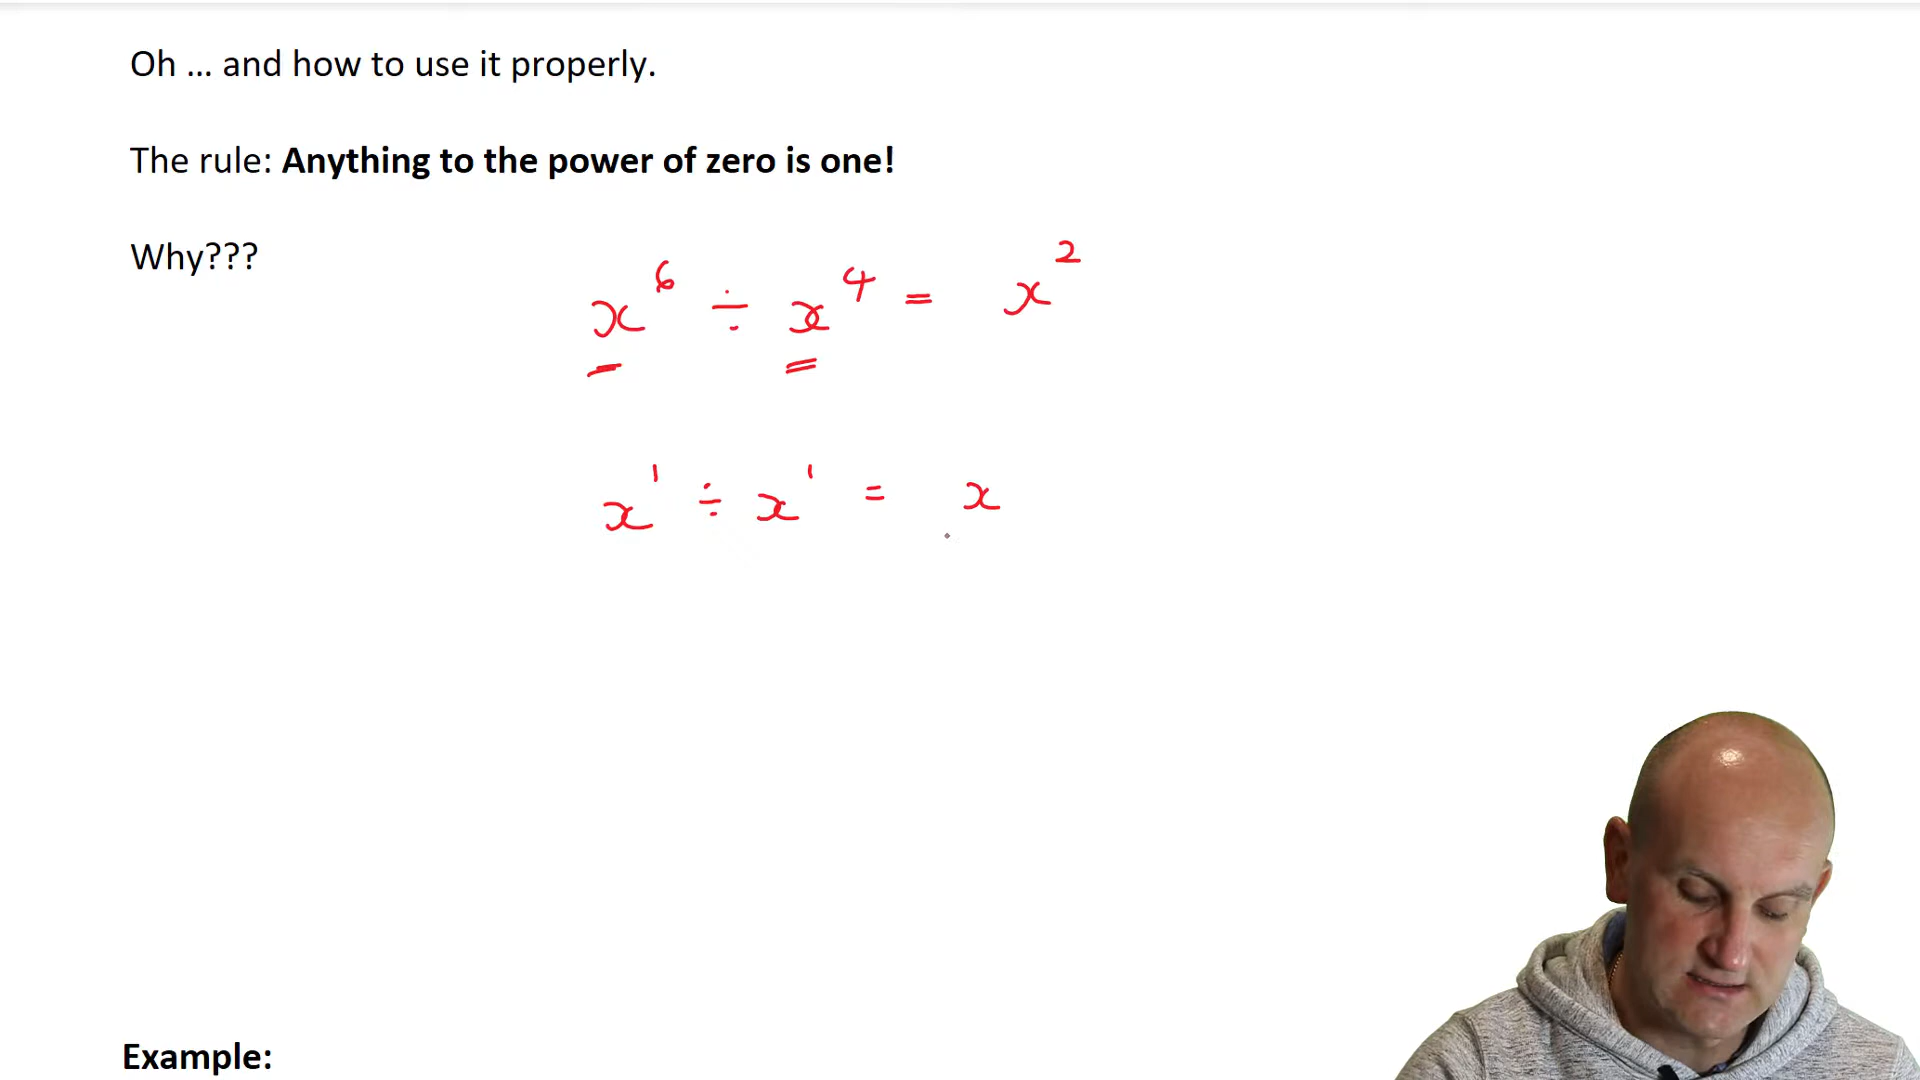 Oh ... and how to use it properly.
The rule: Anything to the power of zero is one!
Why???
x⁶ ÷ x⁴ = x²
x¹ ÷ x¹ = x
Example: